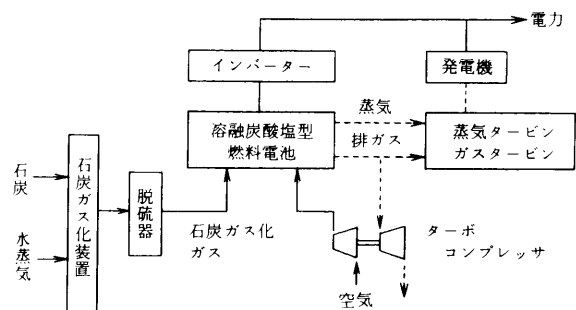 電力
インバーター
発電機
蒸気
溶融炭酸塩型
燃料電池
排ガス
蒸気タービン
ガスタービン
石炭
水蒸気
石炭ガス化装置
脱硫器
石炭ガス化
ガス
ターボ
コンプレッサ
空気